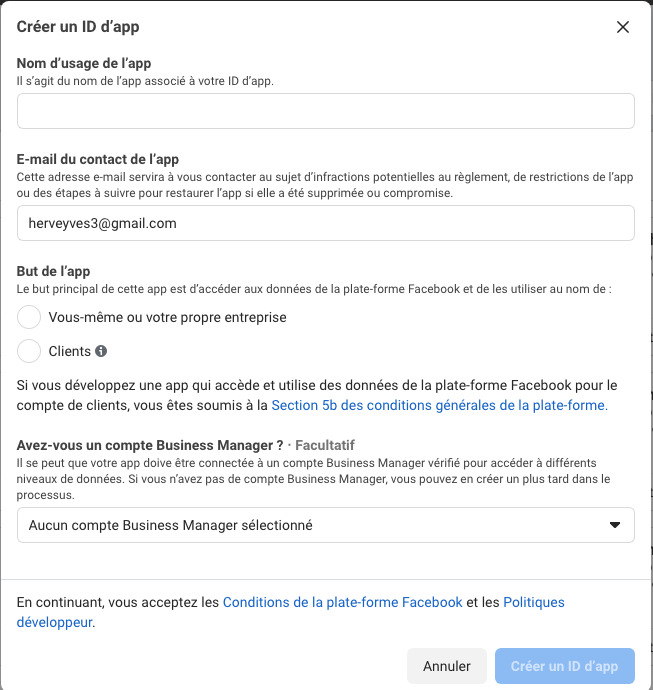 Créer un ID d’app
Nom d’usage de l’app
Il s’agit du nom de l’app associé à votre ID d’app.
E-mail du contact de l’app
Cette adresse e-mail servira à vous contacter au sujet d’infractions potentielles au règlement, de restrictions de l’app
ou des étapes à suivre pour restaurer l’app si elle a été supprimée ou compromise.
herveyves3@gmail.com
But de l’app
Le but principal de cette app est d’accéder aux données de la plate-forme Facebook et de les utiliser au nom de :
Vous-même ou votre propre entreprise
Clients
Si vous développez une app qui accède et utilise des données de la plate-forme Facebook pour le
compte de clients, vous êtes soumis à la Section 5b des conditions générales de la plate-forme.
Avez-vous un compte Business Manager ? · Facultatif
Il se peut que votre app doive être connectée à un compte Business Manager vérifié pour accéder à différents
niveaux de données. Si vous n’avez pas de compte Business Manager, vous pouvez en créer un plus tard dans le
processus.
Aucun compte Business Manager sélectionné
En continuant, vous acceptez les Conditions de la plate-forme Facebook et les Politiques
développeur.
Annuler
Créer un ID d’app